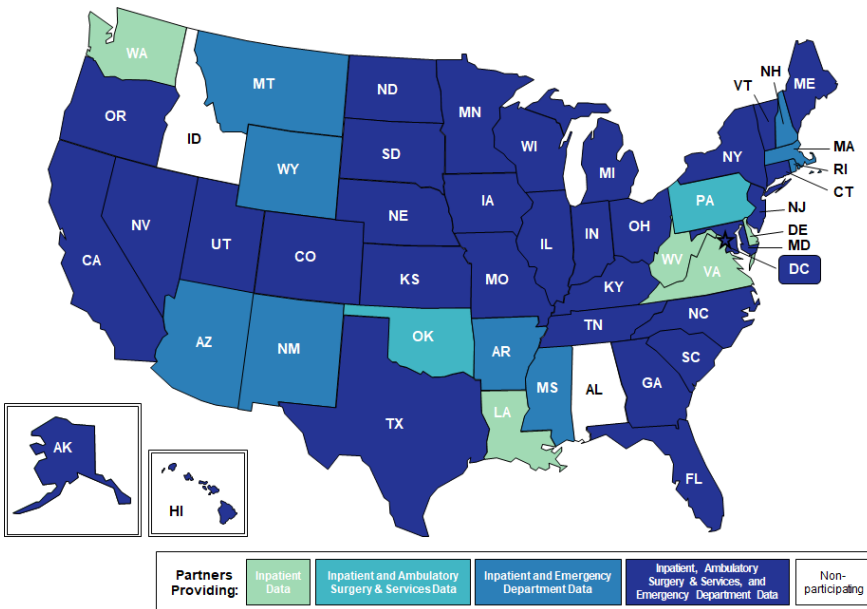 WA
MT
ND
MN
ME
NH
VT
OR
ID
WY
SD
WI
MI
NY
MA
RI
CT
NV
CA
UT
CO
NE
IA
IL
IN
OH
PA
NJ
DE
MD
DC
WV
VA
KS
MO
KY
AZ
NM
OK
AR
TN
NC
SC
MS
AL
GA
TX
LA
FL
AK
HI
Partners
Providing:
Inpatient
Data
Inpatient and Ambulatory
Surgery & Services Data
Inpatient and Emergency
Department Data
Inpatient, Ambulatory
Surgery & Services, and
Emergency Department Data
Non-
participating